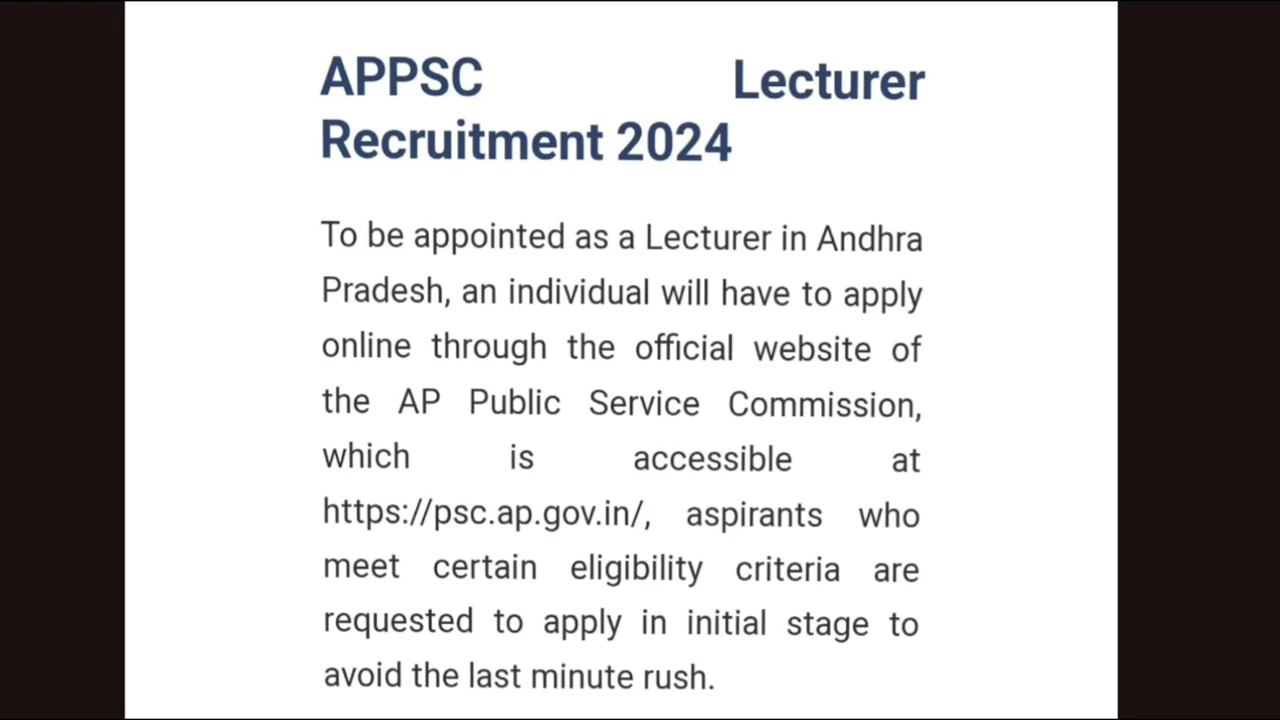 APPSC Lecturer
Recruitment 2024
To be appointed as a Lecturer in Andhra
Pradesh, an individual will have to apply
online through the official website of
the AP Public Service Commission,
which is accessible at
https://psc.ap.gov.in/, aspirants who
meet certain eligibility criteria are
requested to apply in initial stage to
avoid the last minute rush.